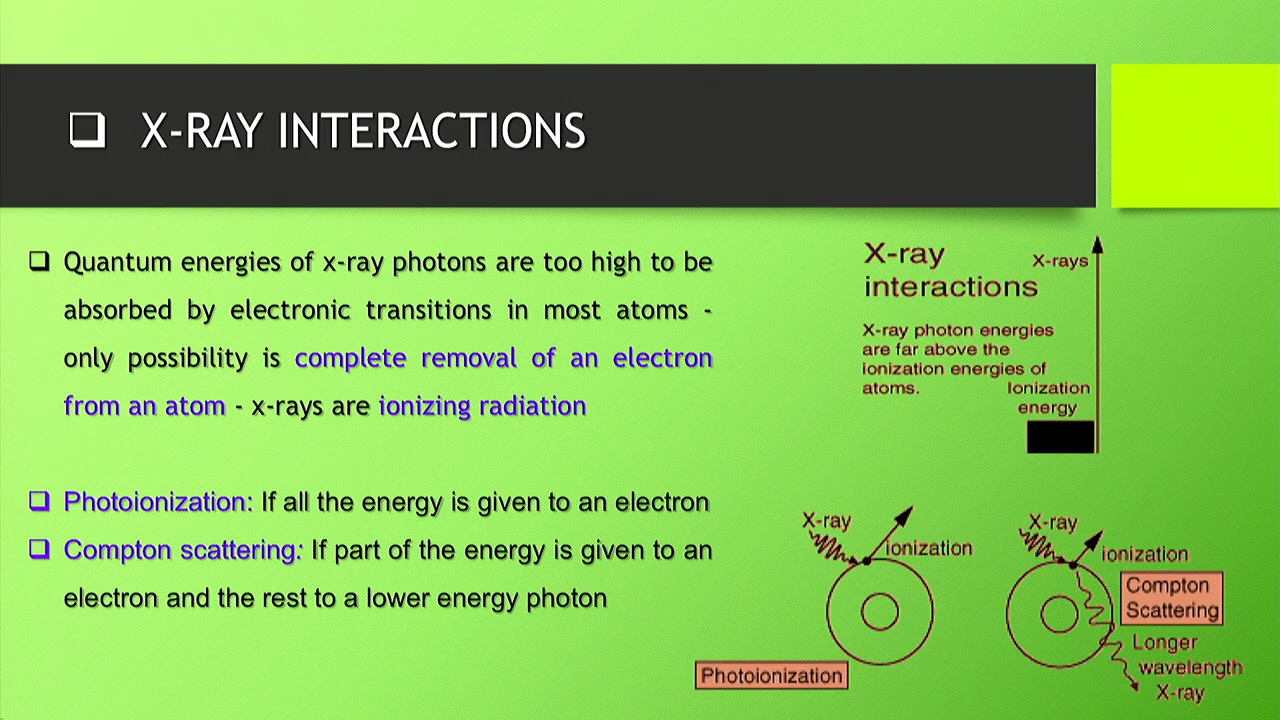 ❑ X-RAY INTERACTIONS
❑ Quantum energies of x-ray photons are too high to be
absorbed by electronic transitions in most atoms -
only possibility is complete removal of an electron
from an atom - x-rays are ionizing radiation
❑ Photoionization: If all the energy is given to an electron
❑ Compton scattering: If part of the energy is given to an
electron and the rest to a lower energy photon
X-ray
interactions
X-rays
X-ray photon energies
are far above the
ionization energies of
atoms.
Ionization
energy
X-ray
ionization
Photoionization
X-ray
ionization
Compton
Scattering
Longer
wavelength
X-ray